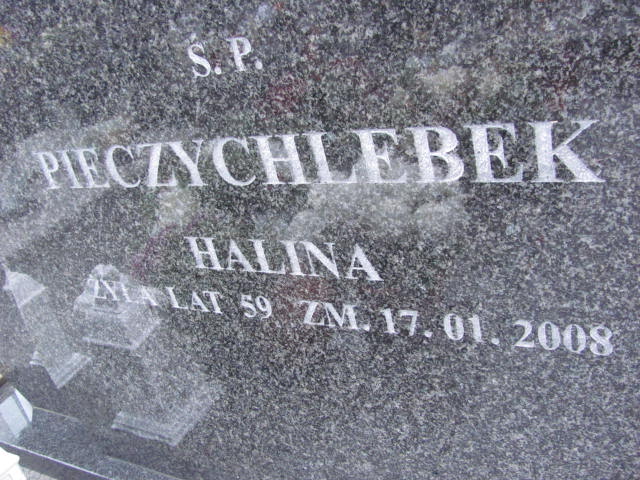 Ś.P.
PIECZYCHLEBEK
HALINA
ŻYŁA LAT 59 ZM. 17. 01. 2008